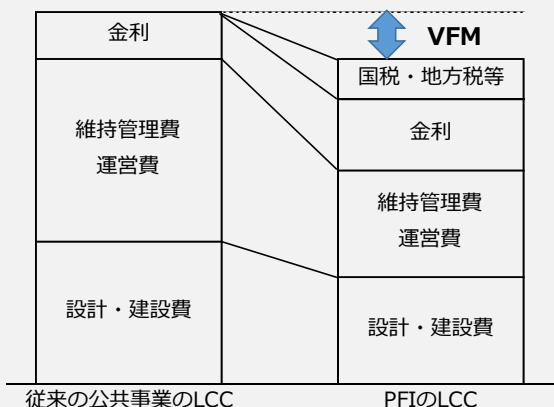 金利
維持管理費
運営費
設計・建設費
従来の公共事業のLCC
VFM
国税・地方税等
金利
維持管理費
運営費
設計・建設費
PFIのLCC